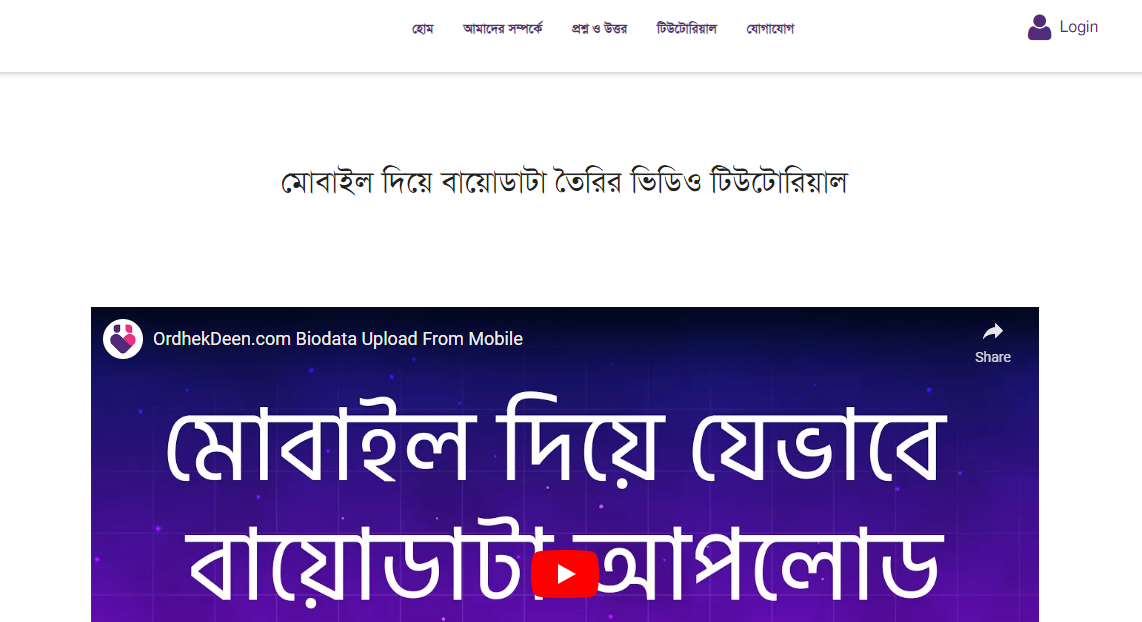 হোম আমাদের সম্পর্কে প্রশ্ন ও উত্তর টিউটোরিয়াল যোগাযোগ Login
মোবাইল দিয়ে বায়োডাটা তৈরির ভিডিও টিউটোরিয়াল
OrdhekDeen.com Biodata Upload From Mobile
Share
মোবাইল দিয়ে যেভাবে
বায়োডাটা আপলোড